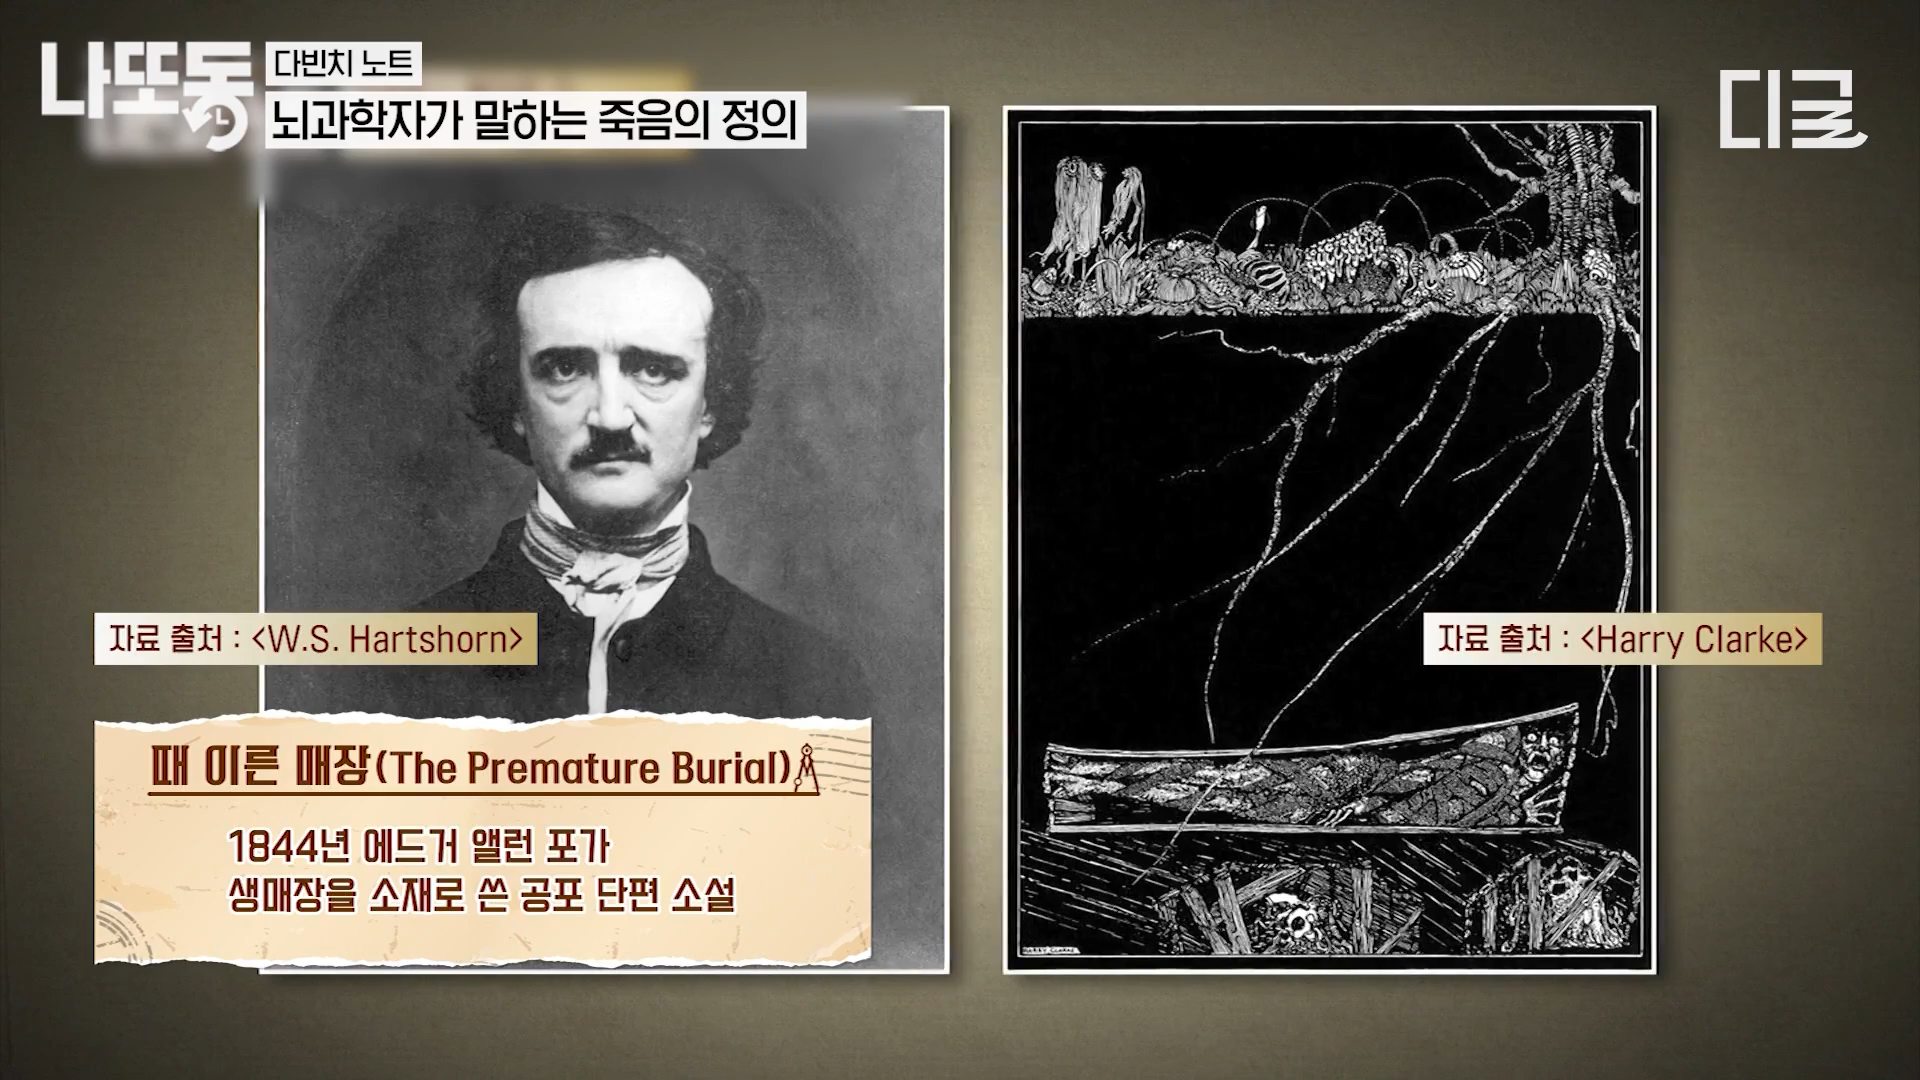 나또동
다빈치 노트
뇌과학자가 말하는 죽음의 정의
디글
자료 출처 : <W.S. Hartshorn>
자료 출처 : <Harry Clarke>
때 이른 매장(The Premature Burial)
1844년 에드거 앨런 포가
생매장을 소재로 쓴 공포 단편 소설
HARRY CLARKE